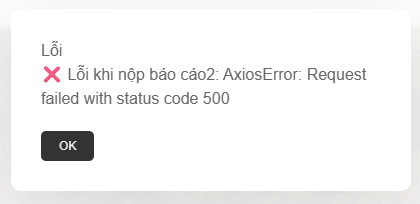 Lỗi
❌ Lỗi khi nộp báo cáo2: AxiosError: Request
failed with status code 500
OK